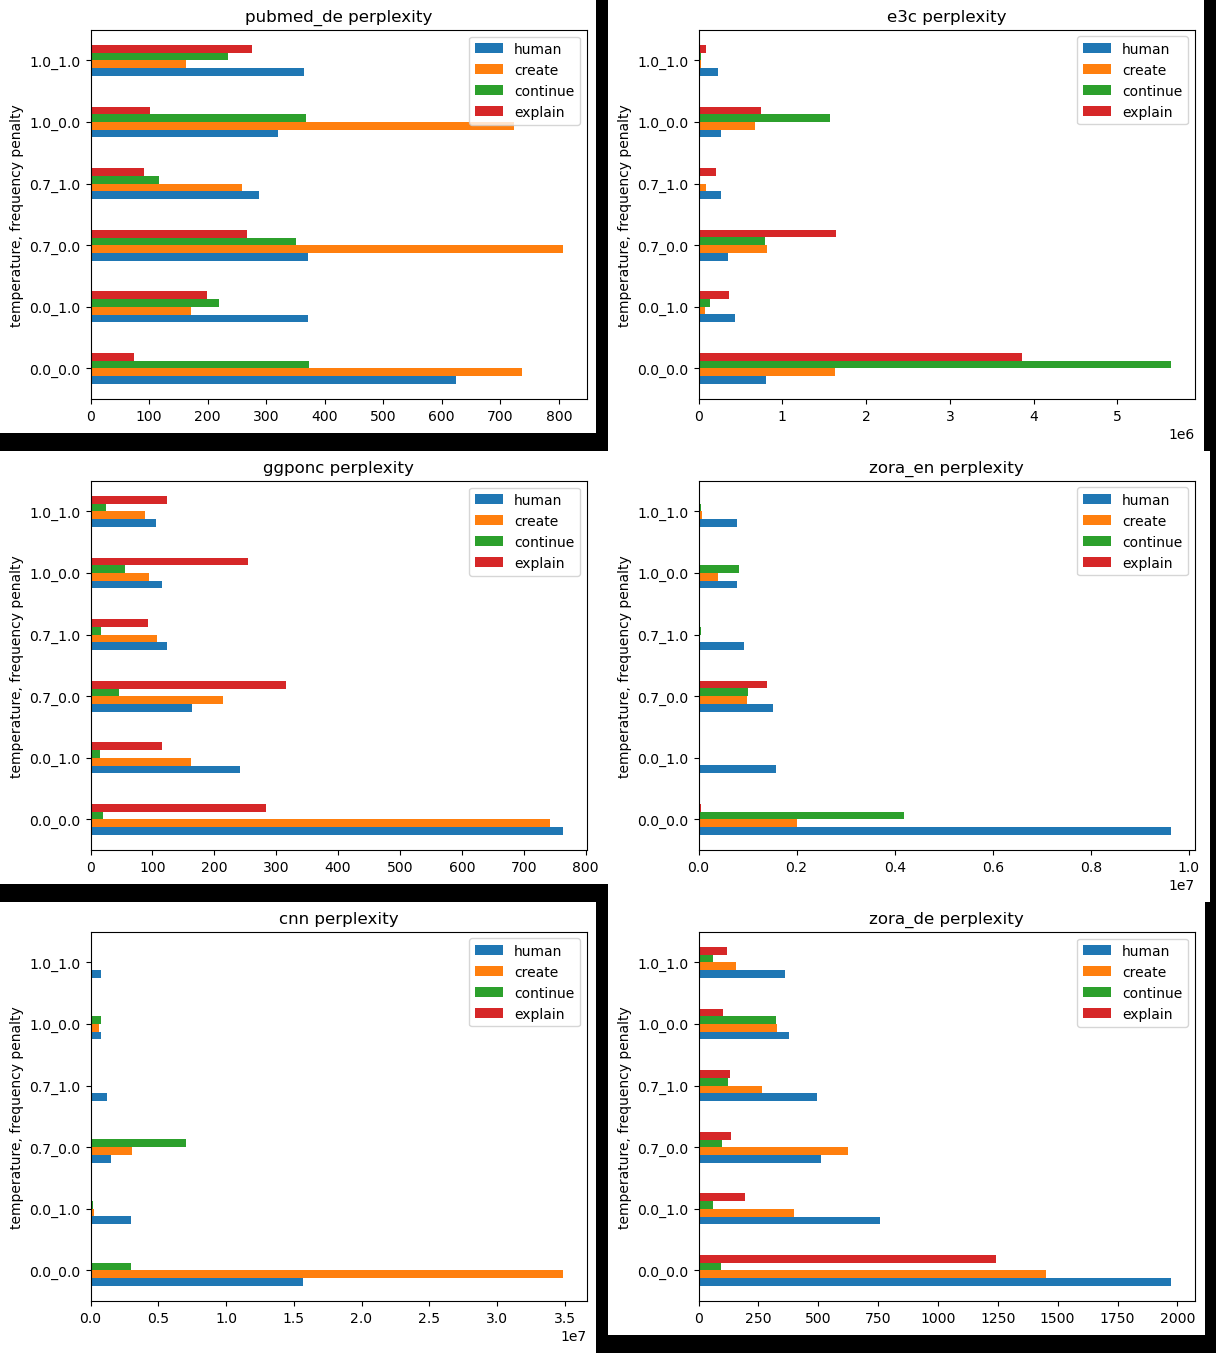 pubmed_de perplexity
temperature, frequency penalty
1.0_1.0
1.0_0.0
0.7_1.0
0.7_0.0
0.0_1.0
0.0_0.0
0 100 200 300 400 500 600 700 800
human
create
continue
explain
e3c perplexity
temperature, frequency penalty
1.0_1.0
1.0_0.0
0.7_1.0
0.7_0.0
0.0_1.0
0.0_0.0
0 1 2 3 4 5
1e6
human
create
continue
explain
ggponc perplexity
temperature, frequency penalty
1.0_1.0
1.0_0.0
0.7_1.0
0.7_0.0
0.0_1.0
0.0_0.0
0 100 200 300 400 500 600 700 800
human
create
continue
explain
zora_en perplexity
temperature, frequency penalty
1.0_1.0
1.0_0.0
0.7_1.0
0.7_0.0
0.0_1.0
0.0_0.0
0.0 0.2 0.4 0.6 0.8 1.0
1e7
human
create
continue
explain
cnn perplexity
temperature, frequency penalty
1.0_1.0
1.0_0.0
0.7_1.0
0.7_0.0
0.0_1.0
0.0_0.0
0.0 0.5 1.0 1.5 2.0 2.5 3.0 3.5
1e7
human
create
continue
explain
zora_de perplexity
temperature, frequency penalty
1.0_1.0
1.0_0.0
0.7_1.0
0.7_0.0
0.0_1.0
0.0_0.0
0 250 500 750 1000 1250 1500 1750 2000
human
create
continue
explain